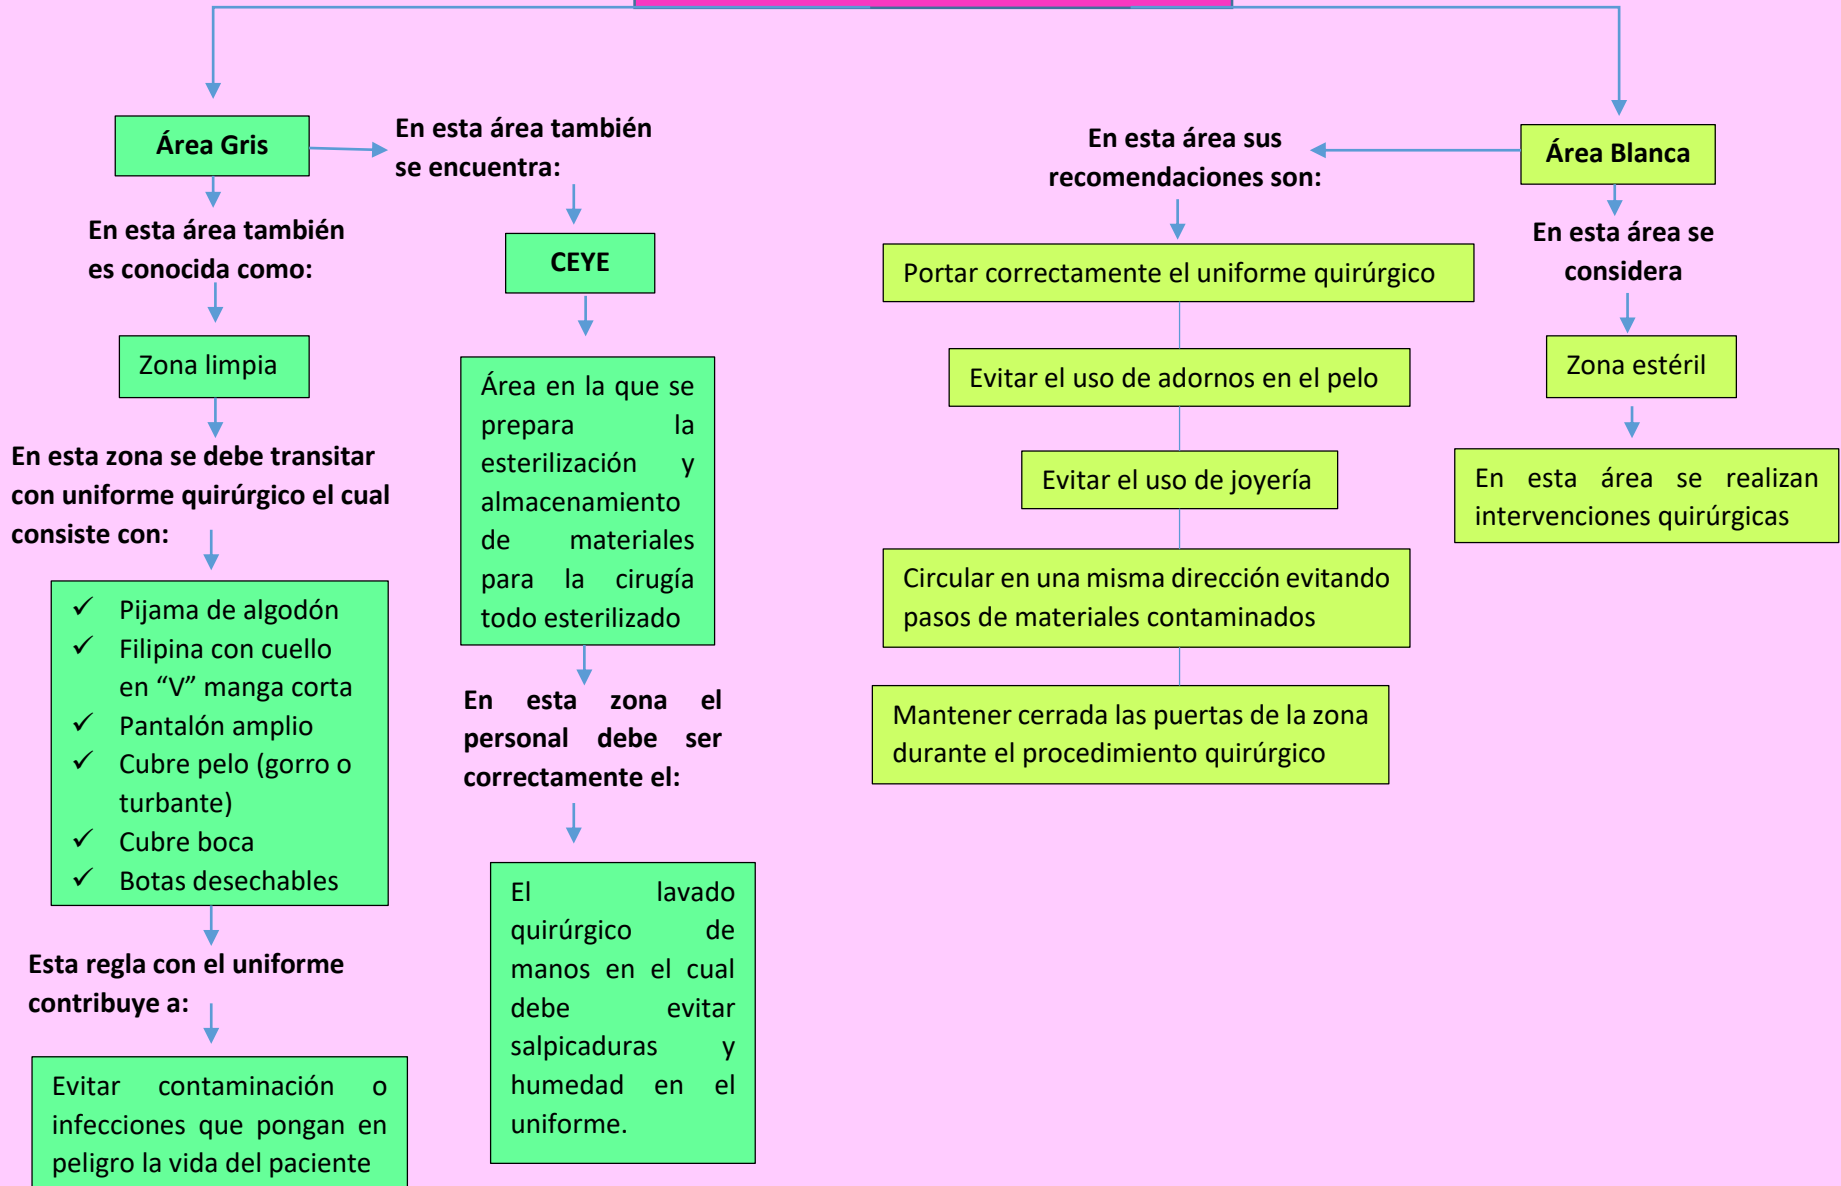 Área Gris
En esta área también
es conocida como:
Zona limpia
En esta zona se debe transitar
con uniforme quirúrgico el cual
consiste con:
✓ Pijama de algodón
✓ Filipina con cuello
en “V” manga corta
✓ Pantalón amplio
✓ Cubre pelo (gorro o
turbante)
✓ Cubre boca
✓ Botas desechables
Esta regla con el uniforme
contribuye a:
Evitar contaminación o
infecciones que pongan en
peligro la vida del paciente
En esta área también
se encuentra:
CEYE
Área en la que se
prepara la
esterilización y
almacenamiento
de materiales
para la cirugía
todo esterilizado
En esta zona el
personal debe ser
correctamente el:
El lavado
quirúrgico de
manos en el cual
debe evitar
salpicaduras y
humedad en el
uniforme.
Área Blanca
En esta área sus
recomendaciones son:
Portar correctamente el uniforme quirúrgico
Evitar el uso de adornos en el pelo
Evitar el uso de joyería
Circular en una misma dirección evitando
pasos de materiales contaminados
Mantener cerrada las puertas de la zona
durante el procedimiento quirúrgico
En esta área se
considera
Zona estéril
En esta área se realizan
intervenciones quirúrgicas